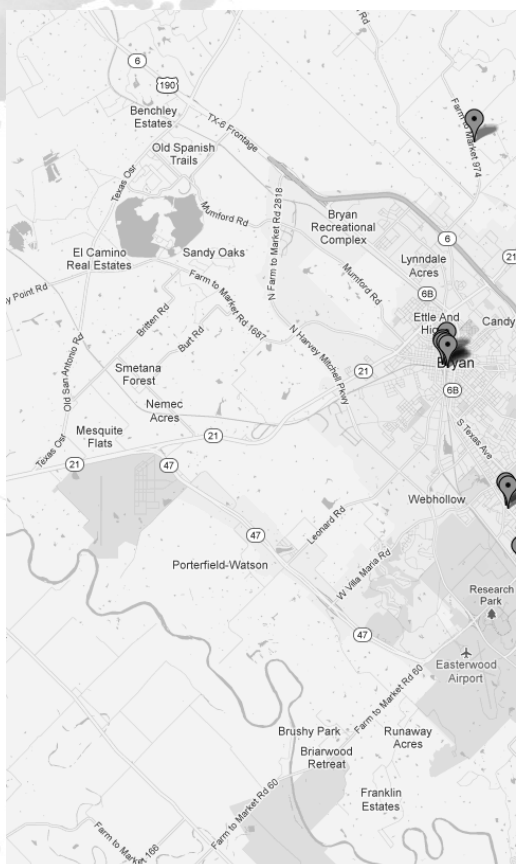 6
190
Benchley
Estates
TX-6 Frontage
Farm to Market 974
Old Spanish
Trails
Texas Osr
Mumford Rd
N Farm to Market Rd 2818
Bryan
Recreational
Complex
6
El Camino
Real Estates
Sandy Oaks
Lynndale
Acres
21
Mumford Rd
Farm to Market Rd 1687
6B
Point Rd
Britten Rd
Burt Rd
N Harvey Mitchell Pkwy
Ettle And
Candy
Bryan
Old San Antonio Rd
Smetana
Forest
21
6B
Nemec
Acres
S Texas Ave
Mesquite
Flats
21
Texas Osr
21
47
Webhollow
Leonard Rd
47
Porterfield-Watson
W Villa Maria Rd
Research
Park
47
Easterwood
Airport
Farm to Market Rd 60
Brushy Park
Runaway
Acres
Briarwood
Retreat
Farm to Market Rd 60
Franklin
Estates
Farm to Market 166